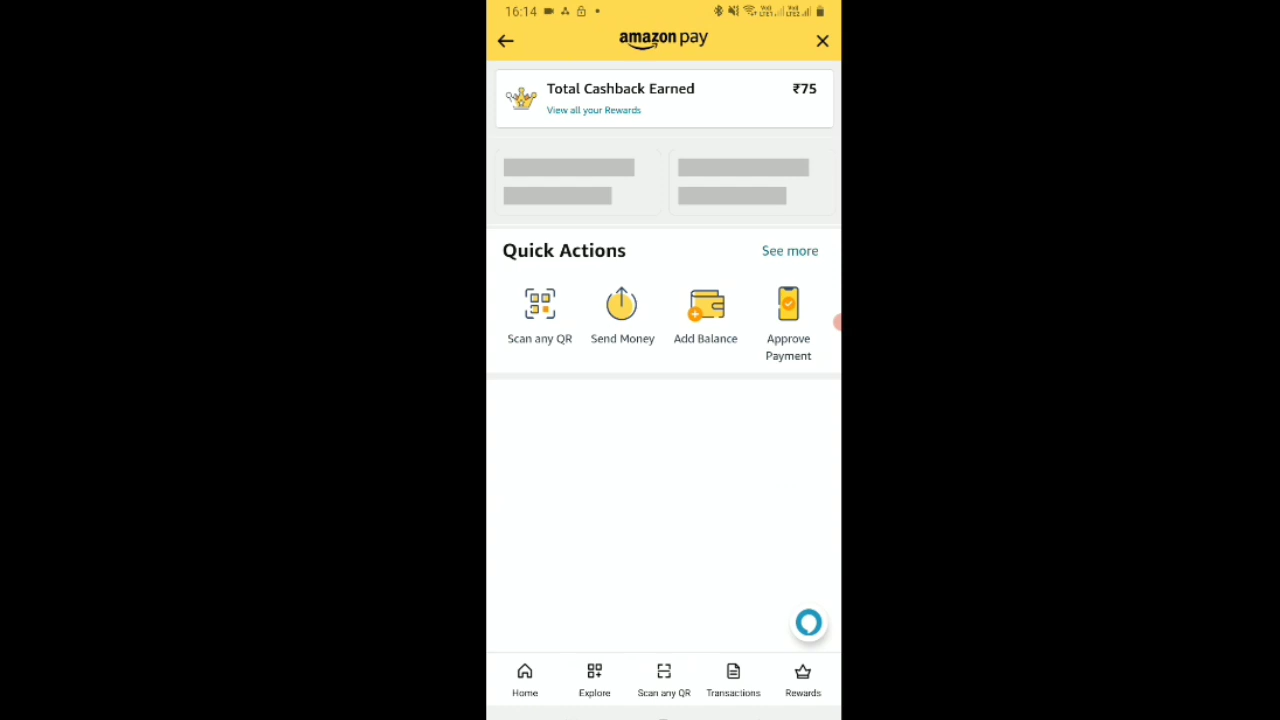 16:14
amazon pay
Total Cashback Earned ₹75
View all your Rewards
Quick Actions See more
Scan any QR Send Money Add Balance Approve
Payment
Home Explore Scan any QR Transactions Rewards